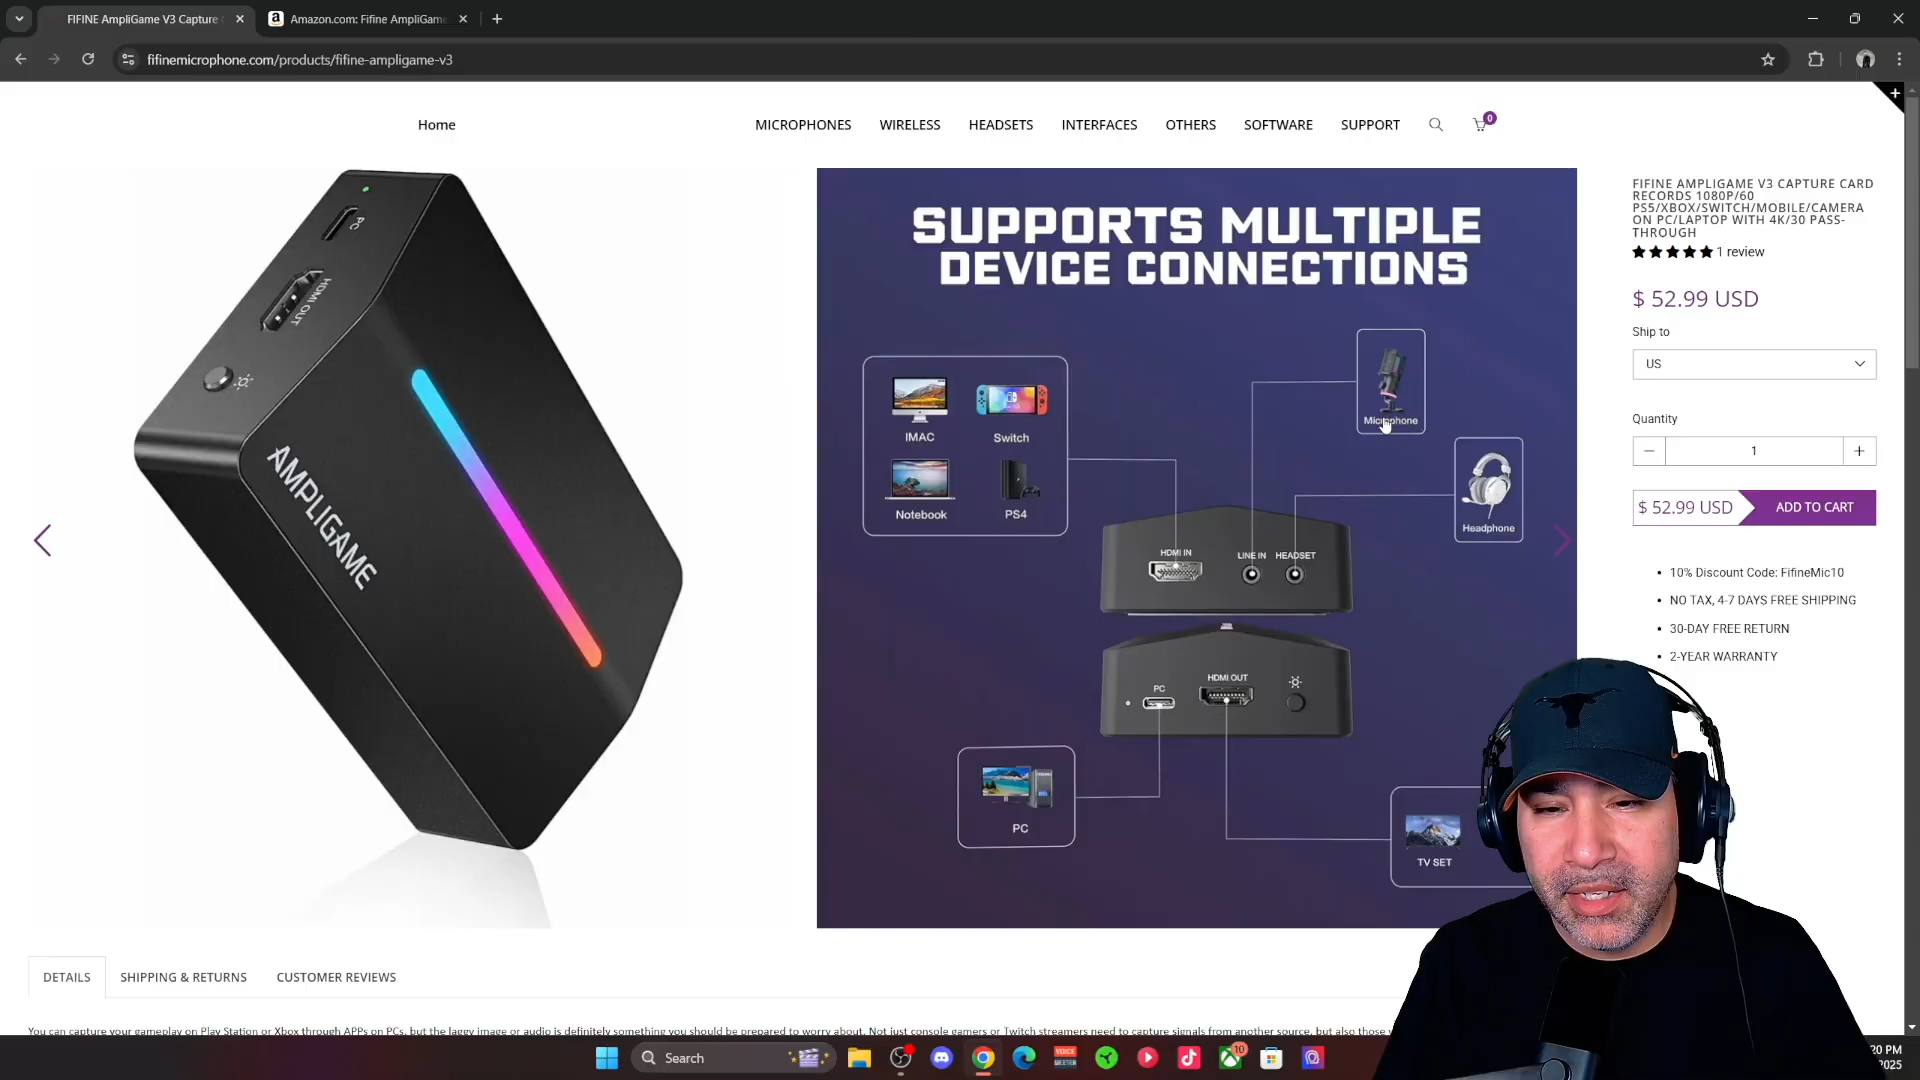 FIFINE AmpliGame V3 Capture
Amazon.com: Fifine AmpliGame
fifinemicrophone.com/products/fifine-ampligame-v3
Home
MICROPHONES
WIRELESS
HEADSETS
INTERFACES
OTHERS
SOFTWARE
SUPPORT
0
PC
HDMI OUT
AMPLIGAME
SUPPORTS MULTIPLE
DEVICE CONNECTIONS
IMAC
Switch
Notebook
PS4
Microphone
Headphone
HDMI IN
LINE IN
HEADSET
PC
HDMI OUT
PC
TV SET
FIFINE AMPLIGAME V3 CAPTURE CARD
RECORDS 1080P/60
PS5/XBOX/SWITCH/MOBILE/CAMERA
ON PC/LAPTOP WITH 4K/30 PASS-
THROUGH
1 review
$ 52.99 USD
Ship to
US
Quantity
1
$ 52.99 USD
ADD TO CART
• 10% Discount Code: FifineMic10
• NO TAX, 4-7 DAYS FREE SHIPPING
• 30-DAY FREE RETURN
• 2-YEAR WARRANTY
DETAILS
SHIPPING & RETURNS
CUSTOMER REVIEWS
You can capture your gameplay on Play Station or Xbox through APPs on PCs, but the laggy image or audio is definitely something you should be prepared to worry about. Not just console gamers or Twitch streamers need to capture signals from another source, but also those
Search
VOICE
MEETER
10
20 PM
2025